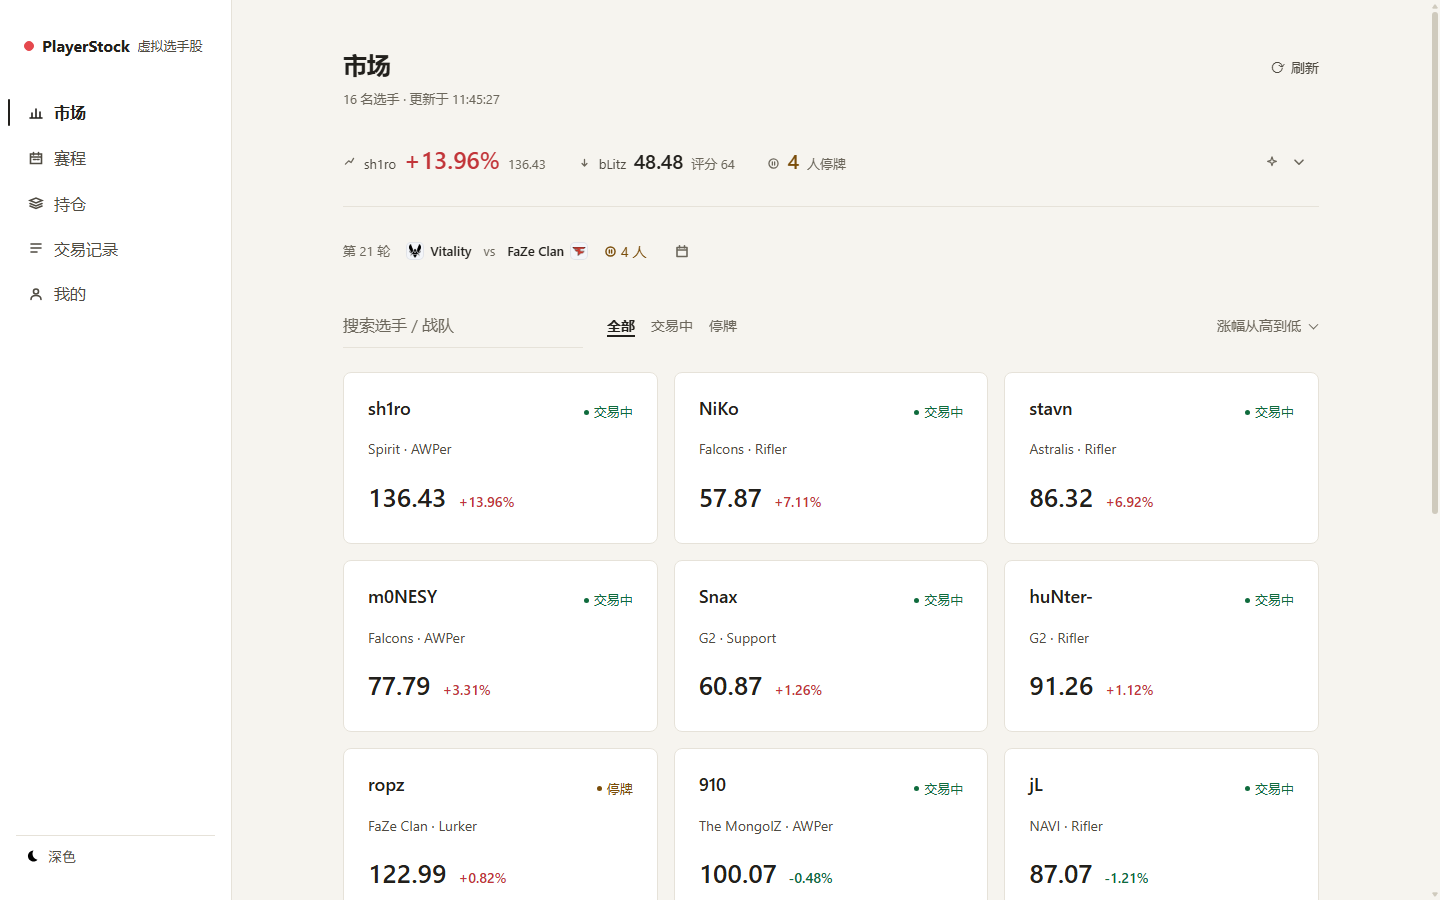 PlayerStock 虚拟选手股
市场
赛程
持仓
交易记录
我的
深色
市场
刷新
16 名选手 · 更新于 11:45:27
sh1ro +13.96% 136.43 bLitz 48.48 评分 64 4 人停牌
第 21 轮 Vitality vs FaZe Clan 4 人
搜索选手 / 战队 全部 交易中 停牌 涨幅从高到低
sh1ro 交易中
Spirit · AWPer
136.43 +13.96%
NiKo 交易中
Falcons · Rifler
57.87 +7.11%
stavn 交易中
Astralis · Rifler
86.32 +6.92%
m0NESY 交易中
Falcons · AWPer
77.79 +3.31%
Snax 交易中
G2 · Support
60.87 +1.26%
huNter- 交易中
G2 · Rifler
91.26 +1.12%
ropz 停牌
FaZe Clan · Lurker
122.99 +0.82%
910 交易中
The MongolZ · AWPer
100.07 -0.48%
jL 交易中
NAVI · Rifler
87.07 -1.21%